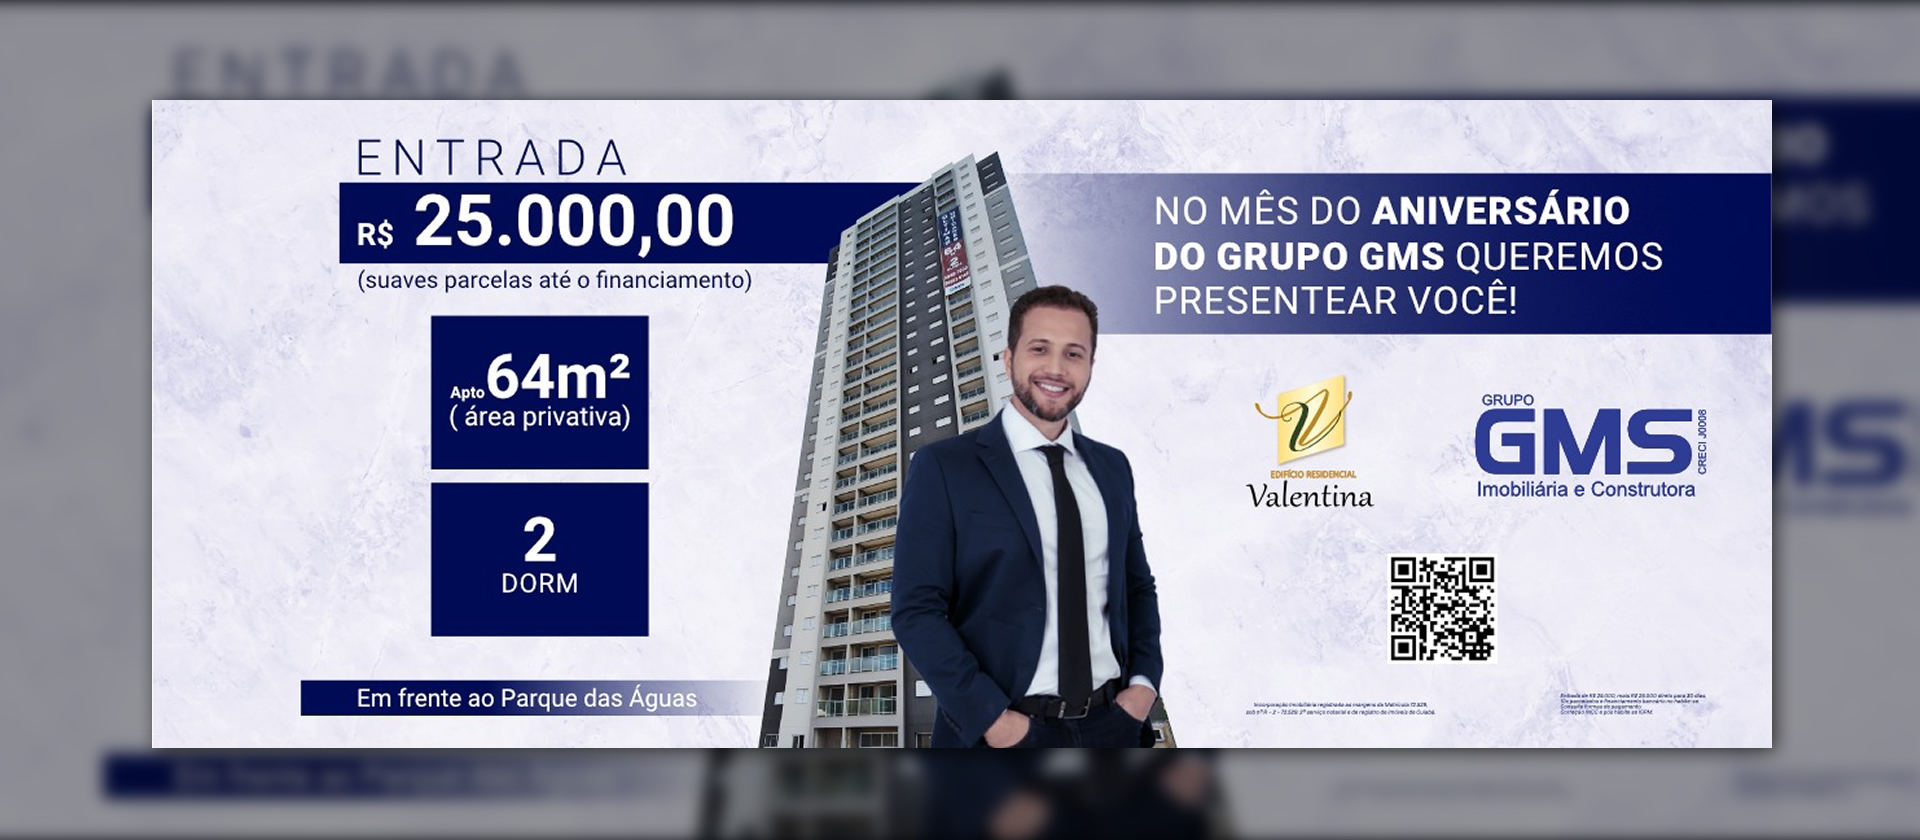 ENTRADA
R$ 25.000,00
(suaves parcelas até o financiamento)
Apto 64m²
( área privativa)
2
DORM
Em frente ao Parque das Águas
NO MÊS DO ANIVERSÁRIO
DO GRUPO GMS QUEREMOS
PRESENTEAR VOCÊ!
EDIFÍCIO RESIDENCIAL
Valentina
GRUPO
GMS
CRECI J0008
Imobiliária e Construtora